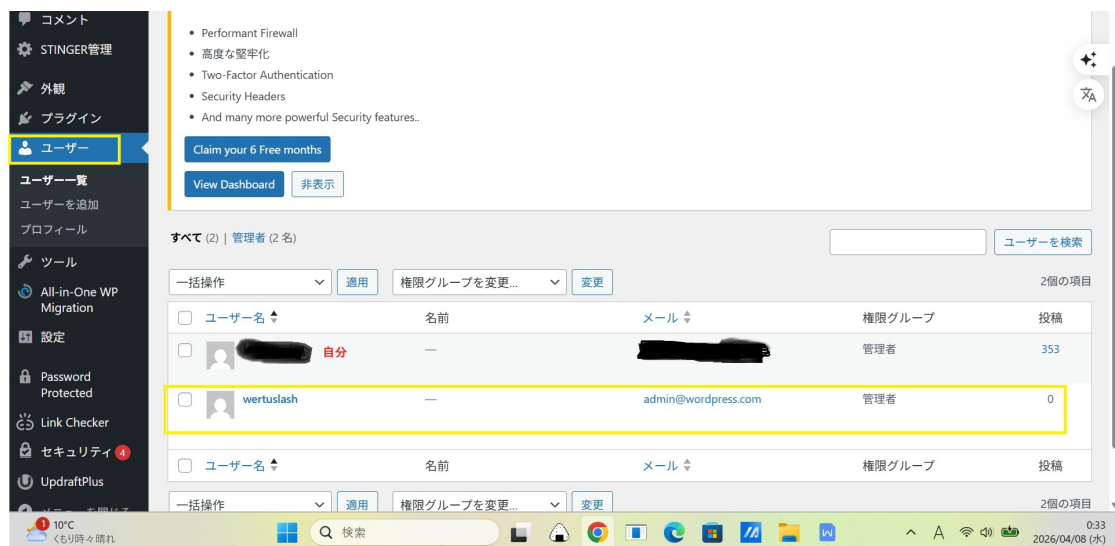 コメント
STINGER管理
外観
プラグイン
ユーザー
ユーザー一覧
ユーザーを追加
プロフィール
ツール
All-in-One WP
Migration
設定
Password
Protected
Link Checker
セキュリティ 4
UpdraftPlus
メニューを閉じる
Performant Firewall
高度な堅牢化
Two-Factor Authentication
Security Headers
And many more powerful Security features..
Claim your 6 Free months
View Dashboard 非表示
すべて (2) | 管理者 (2 名)
ユーザーを検索
一括操作 適用 権限グループを変更... 変更 2個の項目
ユーザー名 名前 メール 権限グループ 投稿
自分 — 管理者 353
wertuslash — admin@wordpress.com 管理者 0
ユーザー名 名前 メール 権限グループ 投稿
一括操作 適用 権限グループを変更... 変更 2個の項目
1 10°C
くもり時々晴れ
検索
A
0:33
2026/04/08 (水)